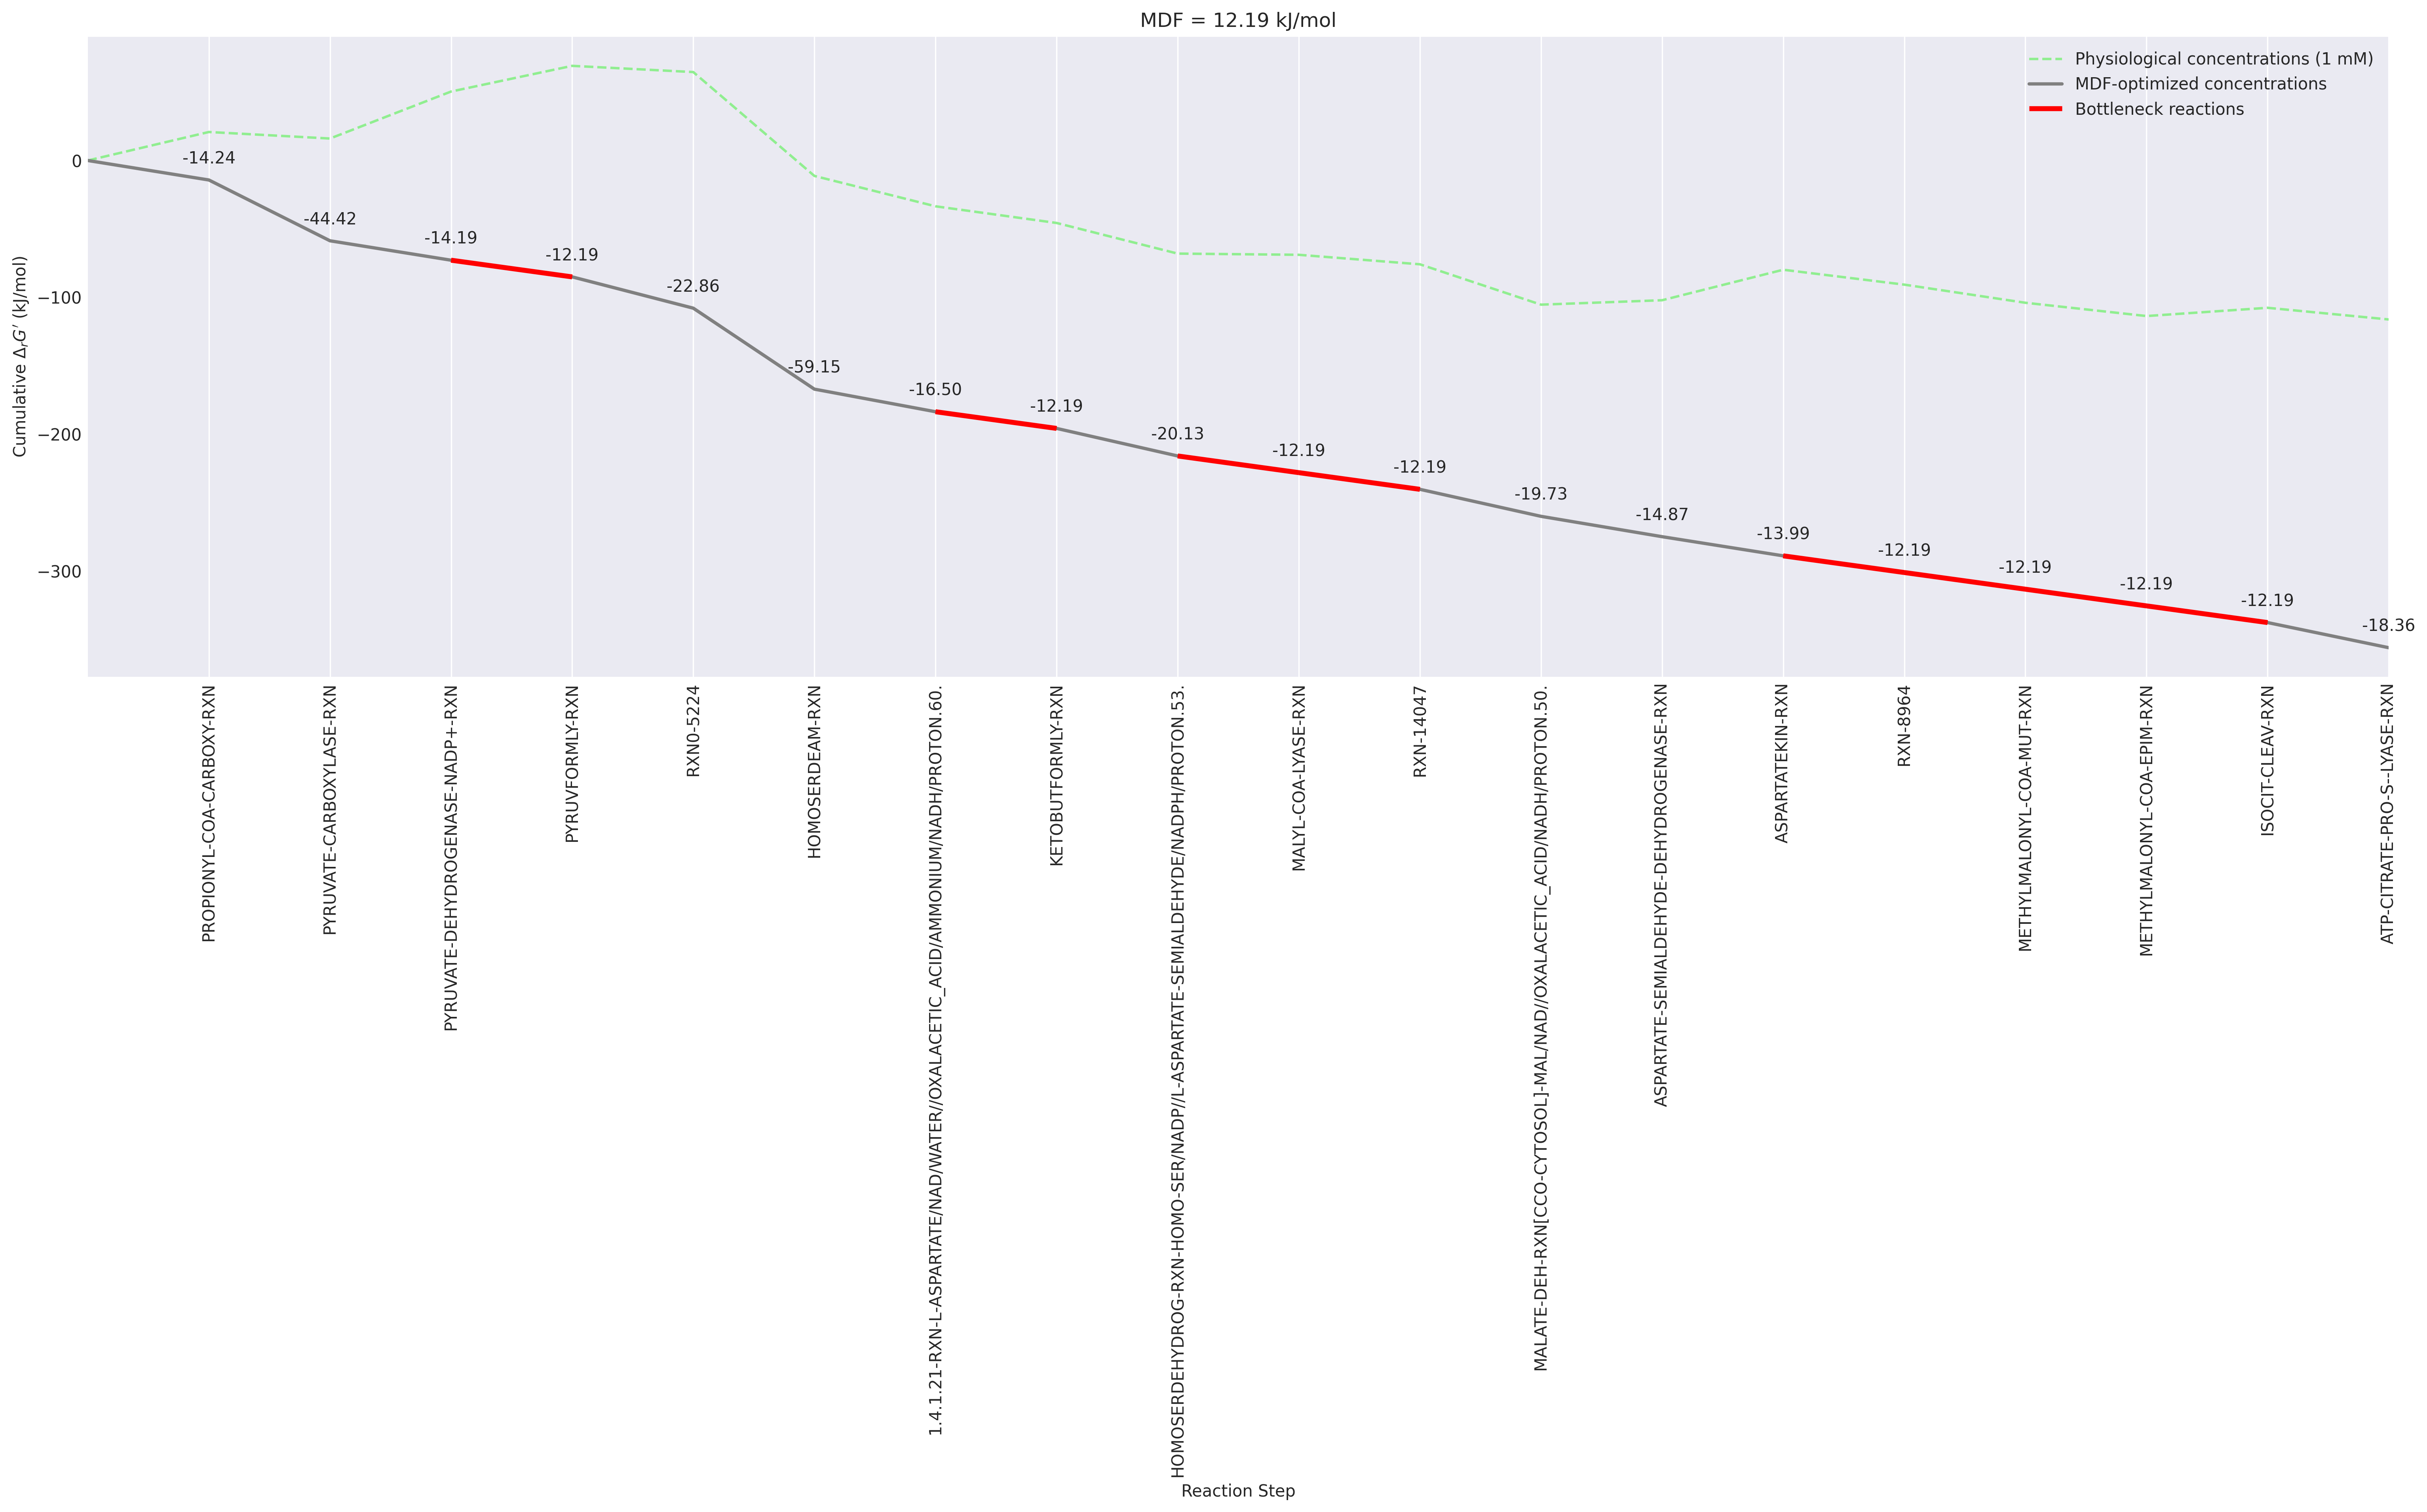 MDF = 12.19 kJ/mol
Physiological concentrations (1 mM)
MDF-optimized concentrations
Bottleneck reactions
Cumulative ΔrG′ (kJ/mol)
0
−100
−200
−300
-14.24
-44.42
-14.19
-12.19
-22.86
-59.15
-16.50
-12.19
-20.13
-12.19
-12.19
-19.73
-14.87
-13.99
-12.19
-12.19
-12.19
-12.19
-18.36
PROPIONYL-COA-CARBOXY-RXN
PYRUVATE-CARBOXYLASE-RXN
PYRUVATE-DEHYDROGENASE-NADP+-RXN
PYRUVFORMLY-RXN
RXN0-5224
HOMOSERDEAM-RXN
1.4.1.21-RXN-L-ASPARTATE/NAD/WATER//OXALACETIC_ACID/AMMONIUM/NADH/PROTON.60.
KETOBUTFORMLY-RXN
HOMOSERDEHYDROG-RXN-HOMO-SER/NADP//L-ASPARTATE-SEMIALDEHYDE/NADPH/PROTON.53.
MALYL-COA-LYASE-RXN
RXN-14047
MALATE-DEH-RXN[CCO-CYTOSOL]-MAL/NAD//OXALACETIC_ACID/NADH/PROTON.50.
ASPARTATE-SEMIALDEHYDE-DEHYDROGENASE-RXN
ASPARTATEKIN-RXN
RXN-8964
METHYLMALONYL-COA-MUT-RXN
METHYLMALONYL-COA-EPIM-RXN
ISOCIT-CLEAV-RXN
ATP-CITRATE-PRO-S--LYASE-RXN
Reaction Step